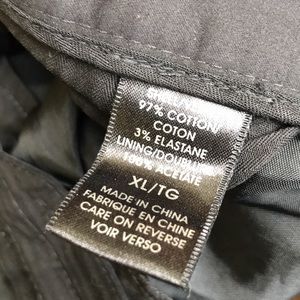 97% COTTON/
COTON
3% ELASTANE
LINING/DOUBLURE
100% ACETATE
XL/TG
MADE IN CHINA
FABRIQUE EN CHINE
CARE ON REVERSE
VOIR VERSO